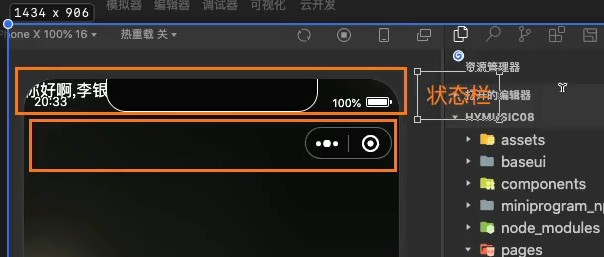 模拟器 编辑器 调试器 可视化 云开发
1434 x 906
Phone X 100% 16 热重载 关
资源管理器
状态栏
打开的编辑器
你好啊,李银
20:33
100%
HYMUSIC08
assets
baseui
components
miniprogram_np
node_modules
pages